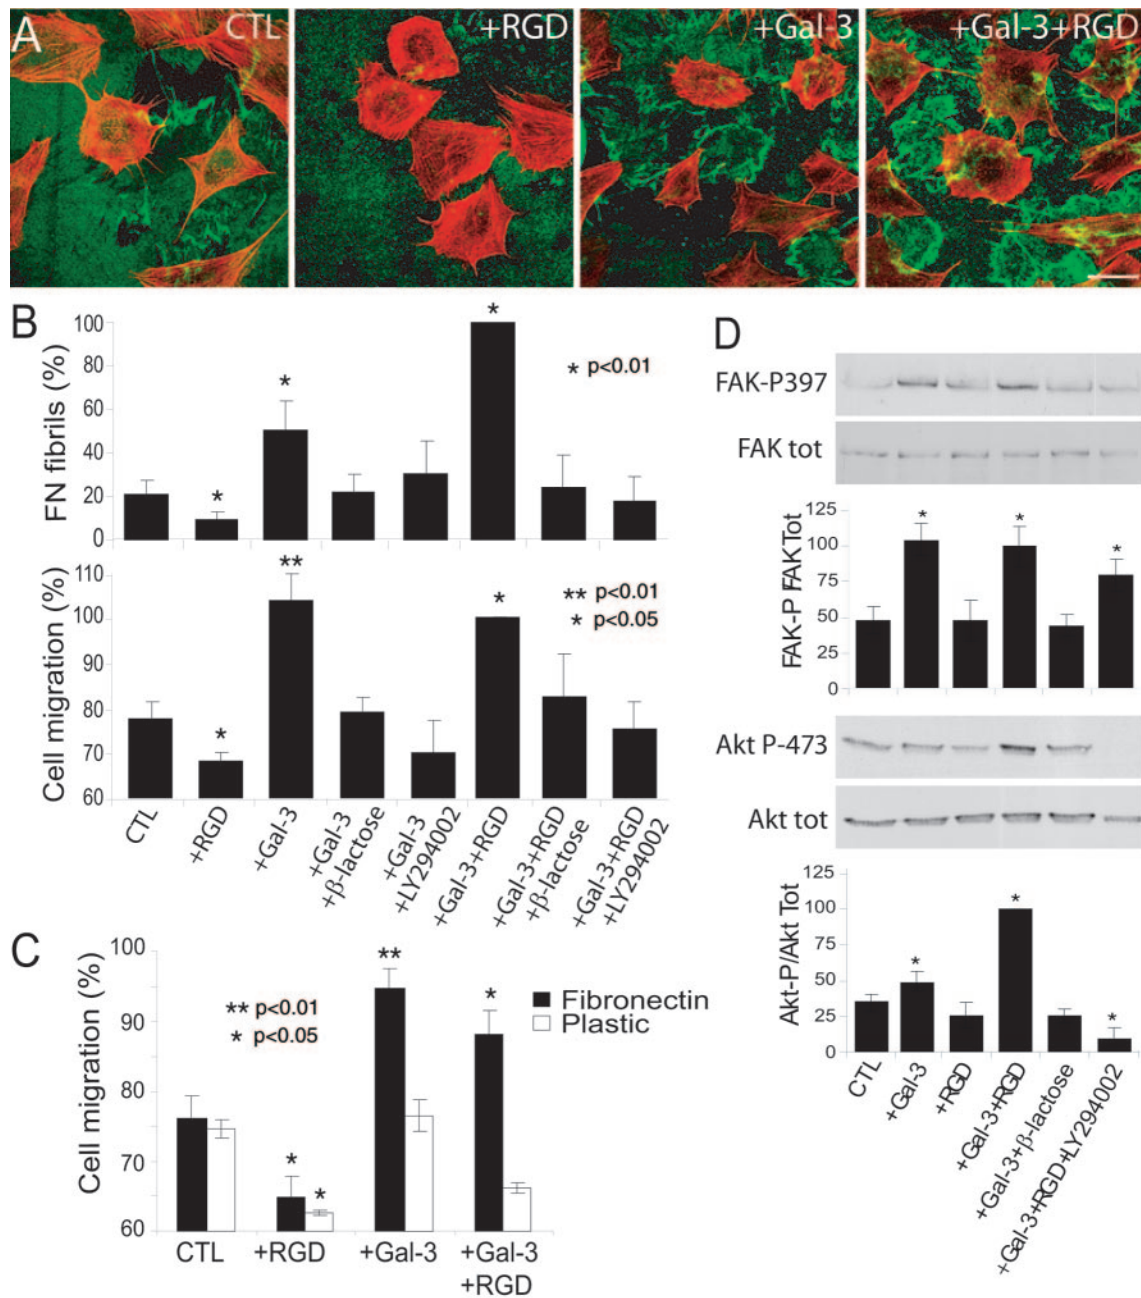 A
CTL
+RGD
+Gal-3
+Gal-3+RGD
B
FN fibrils (%)
100
80
60
40
20
0
*
*
*
* p<0.01
Cell migration (%)
110
100
90
80
70
60
*
**
*
** p<0.01
* p<0.05
CTL
+RGD
+Gal-3
+Gal-3
+β-lactose
+Gal-3
+LY294002
+Gal-3+RGD
+Gal-3+RGD
+β-lactose
+Gal-3+RGD
+LY294002
C
Cell migration (%)
100
90
80
70
60
** p<0.01
* p<0.05
*
*
**
*
Fibronectin
Plastic
CTL
+RGD
+Gal-3
+Gal-3
+RGD
D
FAK-P397
FAK tot
FAK-P FAKTot
125
100
75
50
25
0
*
*
*
Akt P-473
Akt tot
Akt-P/Akt Tot
125
100
75
50
25
0
*
*
*
CTL
+Gal-3
+RGD
+Gal-3+RGD
+Gal-3+β-lactose
+Gal-3+RGD+LY294002